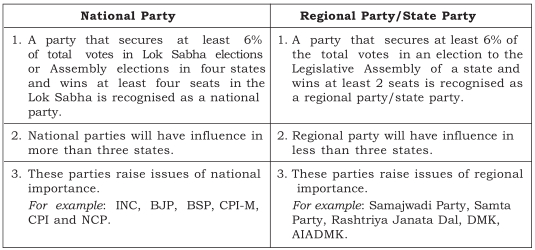 National Party
1. A party that secures at least 6%
of total votes in Lok Sabha elections
or Assembly elections in four states
and wins at least four seats in the
Lok Sabha is recognised as a national
party.
2. National parties will have influence in
more than three states.
3. These parties raise issues of national
importance.
For example: INC, BJP, BSP, CPI-M,
CPI and NCP.
Regional Party/State Party
1. A party that secures at least 6% of
the total votes in an election to the
Legislative Assembly of a state and
wins at least 2 seats is recognised as
a regional party/state party.
2. Regional party will have influence in
less than three states.
3. These parties raise issues of regional
importance.
For example: Samajwadi Party, Samta
Party, Rashtriya Janata Dal, DMK,
AIADMK.